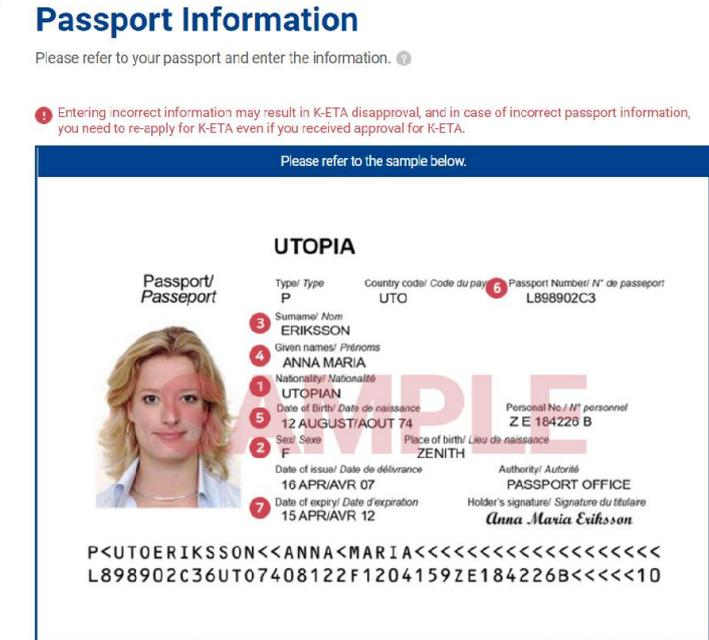 Passport Information
Please refer to your passport and enter the information. ?
! Entering incorrect information may result in K-ETA disapproval, and in case of incorrect passport information,
you need to re-apply for K-ETA even if you received approval for K-ETA.
Please refer to the sample below.
UTOPIA
Passport/
Passeport
Type/ Type
Country code/ Code du pay
6 Passport Number/ N° de passeport
P
UTO
L898902C3
3 Surname/ Nom
ERIKSSON
4 Given names/ Prénoms
ANNA MARIA
1 Nationality/ Nationalité
UTOPIAN
SAMPLE
5 Date of Birth/ Date de naissance
Personal No./ N° personnel
12 AUGUST/AOUT 74
Z E 184226 B
2 Sex/ Sexe
Place of birth/ Lieu de naissance
F
ZENITH
Date of issue/ Date de délivrance
Authority/ Autorité
16 APR/AVR 07
PASSPORT OFFICE
7 Date of expiry/ Date d'expiration
Holder's signature/ Signature du titulaire
15 APR/AVR 12
Anna Maria Eriksson
P<UTOERIKSSON<<ANNA<MARIA<<<<<<<<<<<<<<<<<<<
L898902C36UTO7408122F1204159ZE184226B<<<<<10